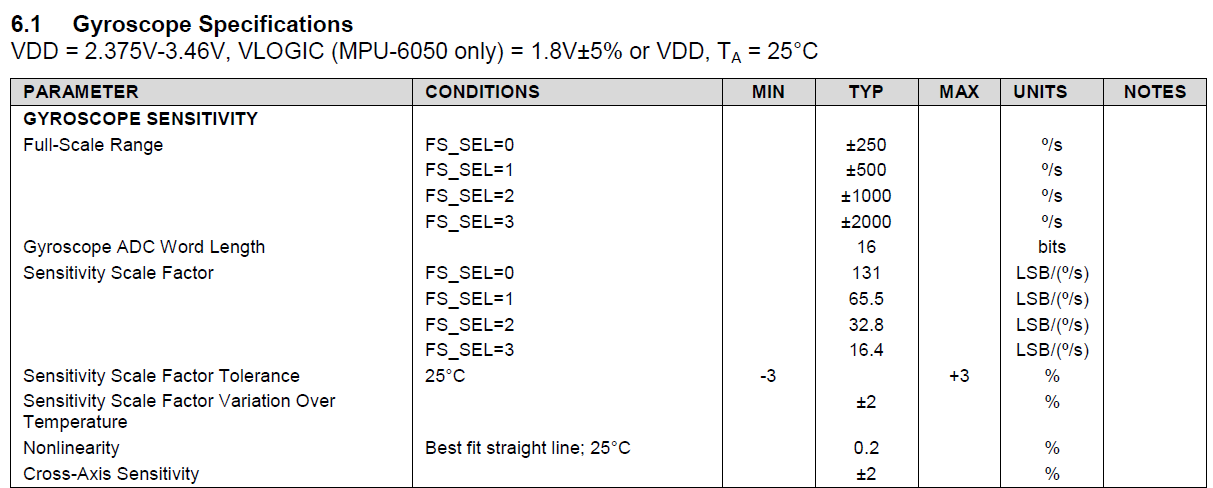 6.1 Gyroscope Specifications
VDD = 2.375V-3.46V, VLOGIC (MPU-6050 only) = 1.8V±5% or VDD, TA = 25°C
PARAMETER CONDITIONS MIN TYP MAX UNITS NOTES
GYROSCOPE SENSITIVITY
Full-Scale Range FS_SEL=0 ±250 º/s
FS_SEL=1 ±500 º/s
FS_SEL=2 ±1000 º/s
FS_SEL=3 ±2000 º/s
Gyroscope ADC Word Length 16 bits
Sensitivity Scale Factor FS_SEL=0 131 LSB/(º/s)
FS_SEL=1 65.5 LSB/(º/s)
FS_SEL=2 32.8 LSB/(º/s)
FS_SEL=3 16.4 LSB/(º/s)
Sensitivity Scale Factor Tolerance 25°C -3 +3 %
Sensitivity Scale Factor Variation Over ±2 %
Temperature
Nonlinearity Best fit straight line; 25°C 0.2 %
Cross-Axis Sensitivity ±2 %